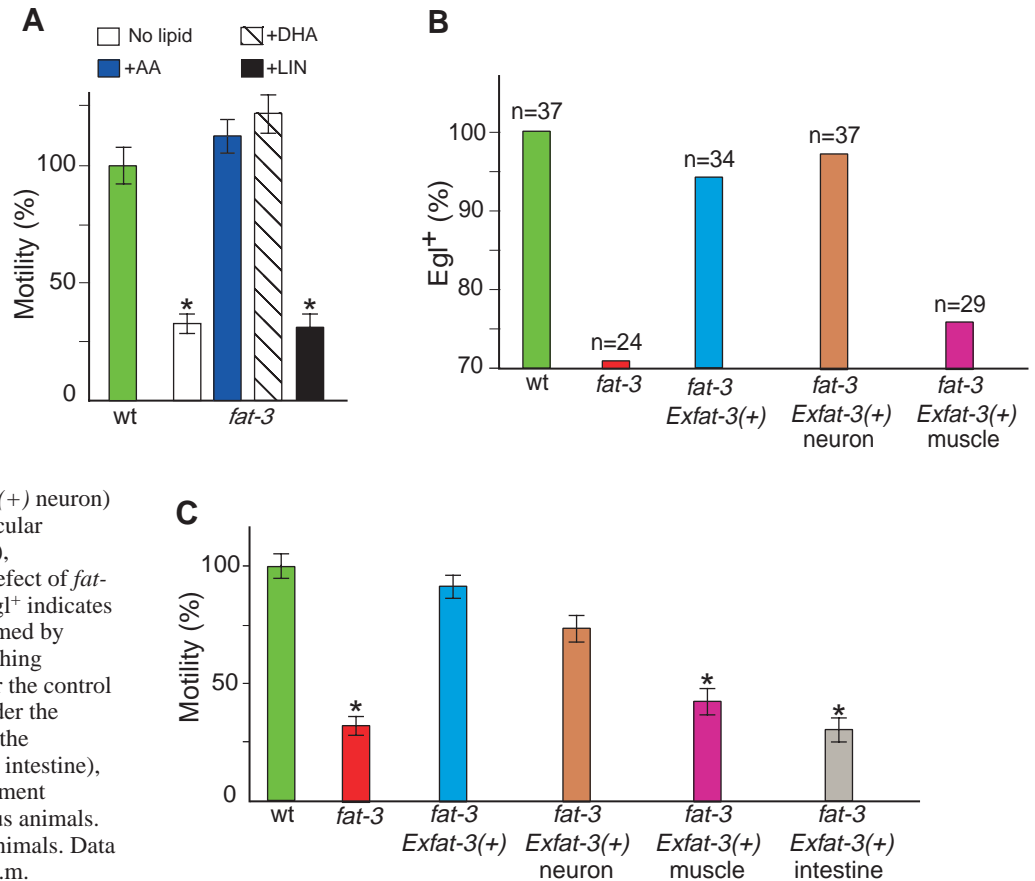 A
No lipid
+DHA
+AA
+LIN
Motility (%)
100
50
0
*
*
wt
fat-3
B
Egl+ (%)
100
90
80
70
n=37
n=24
n=34
n=37
n=29
wt
fat-3
fat-3
Exfat-3(+)
fat-3
Exfat-3(+)
neuron
fat-3
Exfat-3(+)
muscle
(+) neuron)
cular
),
efect of fat-
gl+ indicates
med by
hing
r the control
der the
the
intestine),
ment
us animals.
nimals. Data
.m.
C
Motility (%)
100
50
0
*
*
*
wt
fat-3
fat-3
Exfat-3(+)
fat-3
Exfat-3(+)
neuron
fat-3
Exfat-3(+)
muscle
fat-3
Exfat-3(+)
intestine